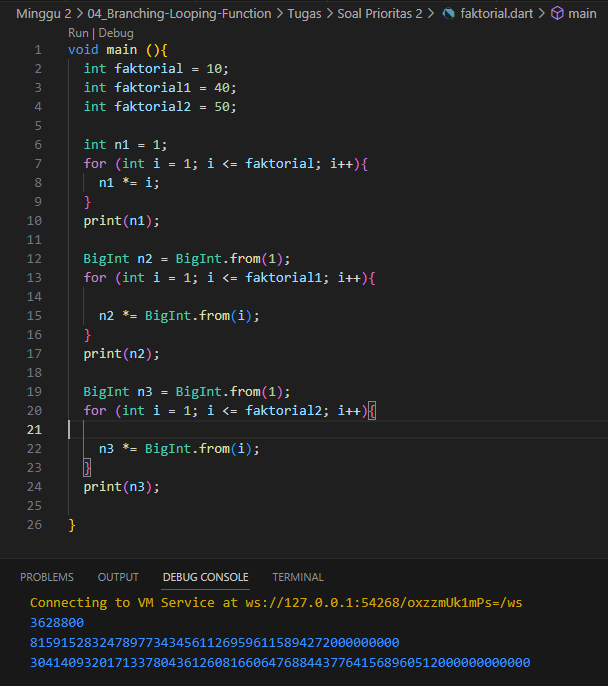 Minggu 2 > 04_Branching-Looping-Function > Tugas > Soal Prioritas 2 > faktorial.dart > main
Run | Debug
1 void main (){
2 int faktorial = 10;
3 int faktorial1 = 40;
4 int faktorial2 = 50;
5
6 int n1 = 1;
7 for (int i = 1; i <= faktorial; i++){
8 n1 *= i;
9 }
10 print(n1);
11
12 BigInt n2 = BigInt.from(1);
13 for (int i = 1; i <= faktorial1; i++){
14
15 n2 *= BigInt.from(i);
16 }
17 print(n2);
18
19 BigInt n3 = BigInt.from(1);
20 for (int i = 1; i <= faktorial2; i++){
21
22 n3 *= BigInt.from(i);
23 }
24 print(n3);
25
26 }
PROBLEMS OUTPUT DEBUG CONSOLE TERMINAL
Connecting to VM Service at ws://127.0.0.1:54268/oxzzmUk1mPs=/ws
3628800
815915283247897734345611269596115894272000000000
30414093201713378043612608166064768844377641568960512000000000000